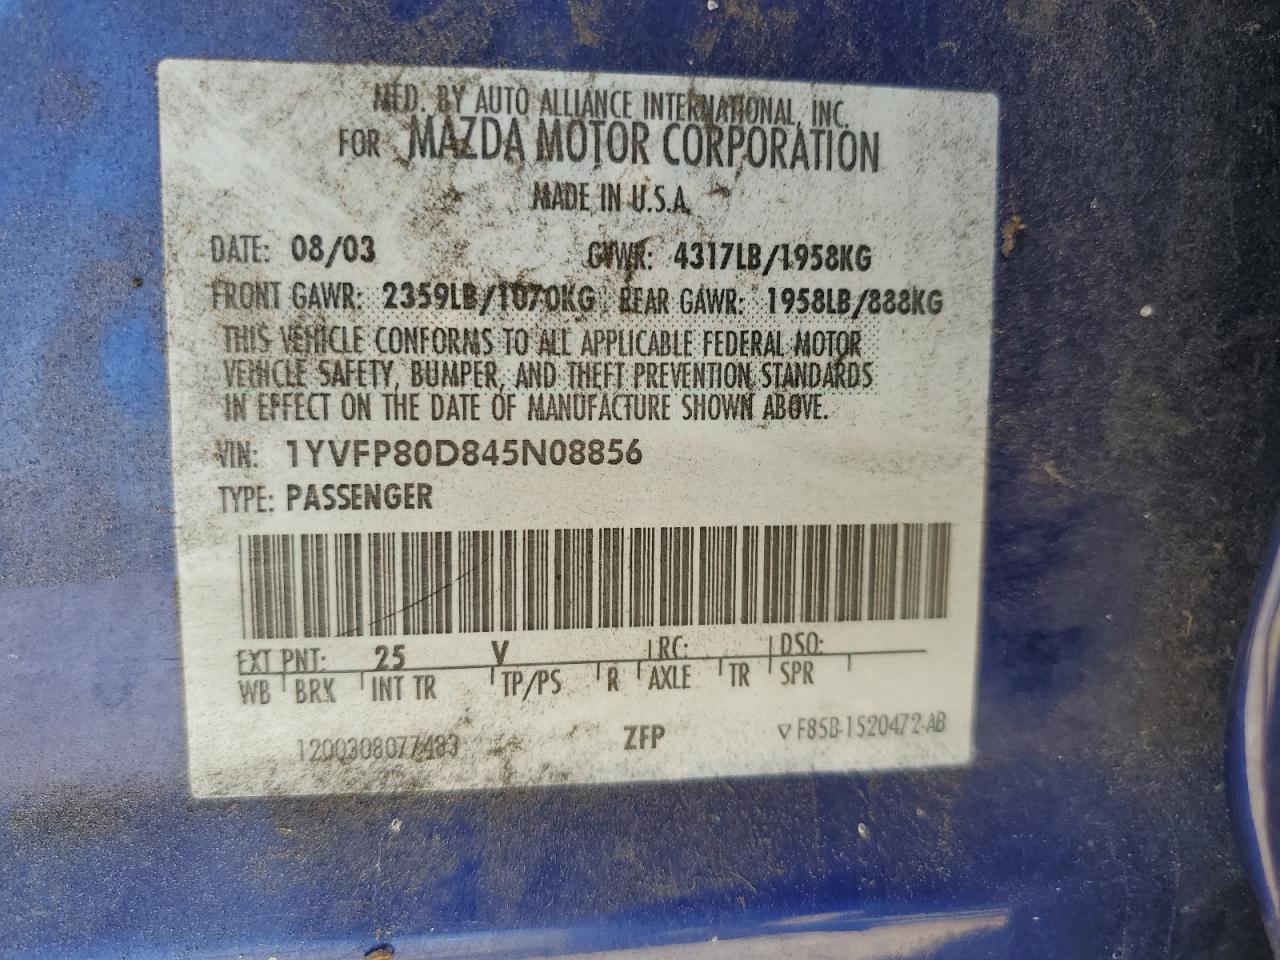 MFD. BY AUTO ALLIANCE INTERNATIONAL, INC.
FOR MAZDA MOTOR CORPORATION
MADE IN U.S.A.
DATE: 08/03 GVWR: 4317LB/1958KG
FRONT GAWR: 2359LB/1070KG REAR GAWR: 1958LB/888KG
THIS VEHICLE CONFORMS TO ALL APPLICABLE FEDERAL MOTOR
VEHICLE SAFETY, BUMPER, AND THEFT PREVENTION STANDARDS
IN EFFECT ON THE DATE OF MANUFACTURE SHOWN ABOVE.
VIN: 1YVFP80D845N08856
TYPE: PASSENGER
EXT PNT: 25 V RC: DSO:
WB BRK INT TR TP/PS R AXLE TR SPR
1200308077483 ZFP ▽ F85B-1520472-AB